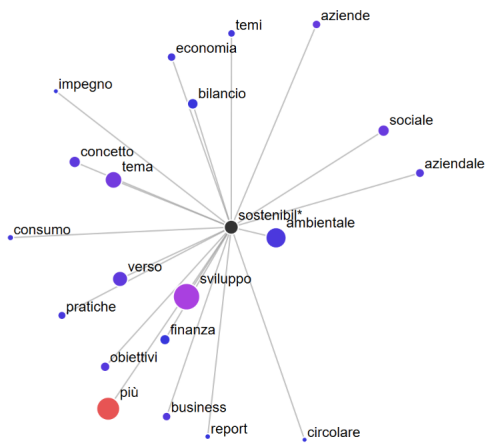 temi
aziende
economia
impegno
bilancio
sociale
concetto
tema
aziendale
sostenibil*
ambientale
consumo
verso
sviluppo
pratiche
finanza
obiettivi
più
business
report
circolare